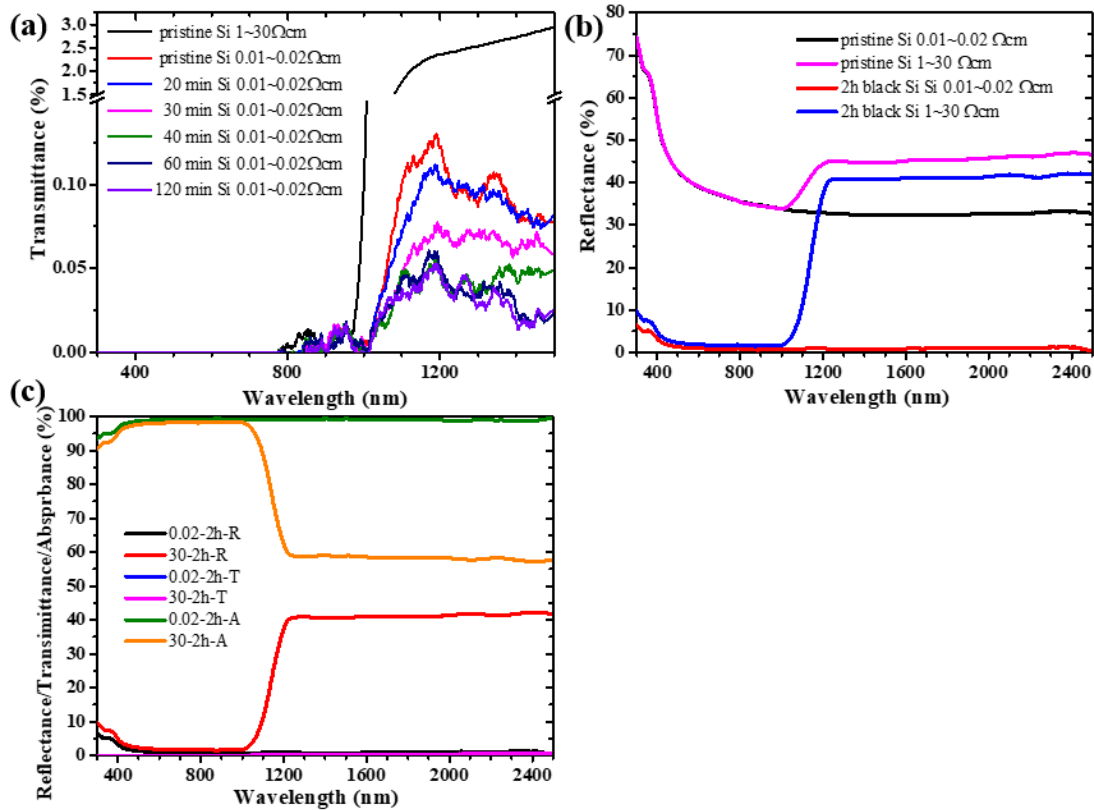 (a)
pristine Si 1~30Ωcm
pristine Si 0.01~0.02Ωcm
20 min Si 0.01~0.02Ωcm
30 min Si 0.01~0.02Ωcm
40 min Si 0.01~0.02Ωcm
60 min Si 0.01~0.02Ωcm
120 min Si 0.01~0.02Ωcm
Transmittance (%)
3.0
2.5
2.0
1.5
0.10
0.05
0.00
400 800 1200
Wavelength (nm)
(b)
pristine Si 0.01~0.02 Ωcm
pristine Si 1~30 Ωcm
2h black Si Si 0.01~0.02 Ωcm
2h black Si 1~30 Ωcm
Reflectance (%)
80
70
60
50
40
30
20
10
0
400 800 1200 1600 2000 2400
Wavelength (nm)
(c)
Reflectance/Transimittance/Absprbance (%)
100
90
80
70
60
50
40
30
20
10
0
0.02-2h-R
30-2h-R
0.02-2h-T
30-2h-T
0.02-2h-A
30-2h-A
400 800 1200 1600 2000 2400
Wavelength (nm)